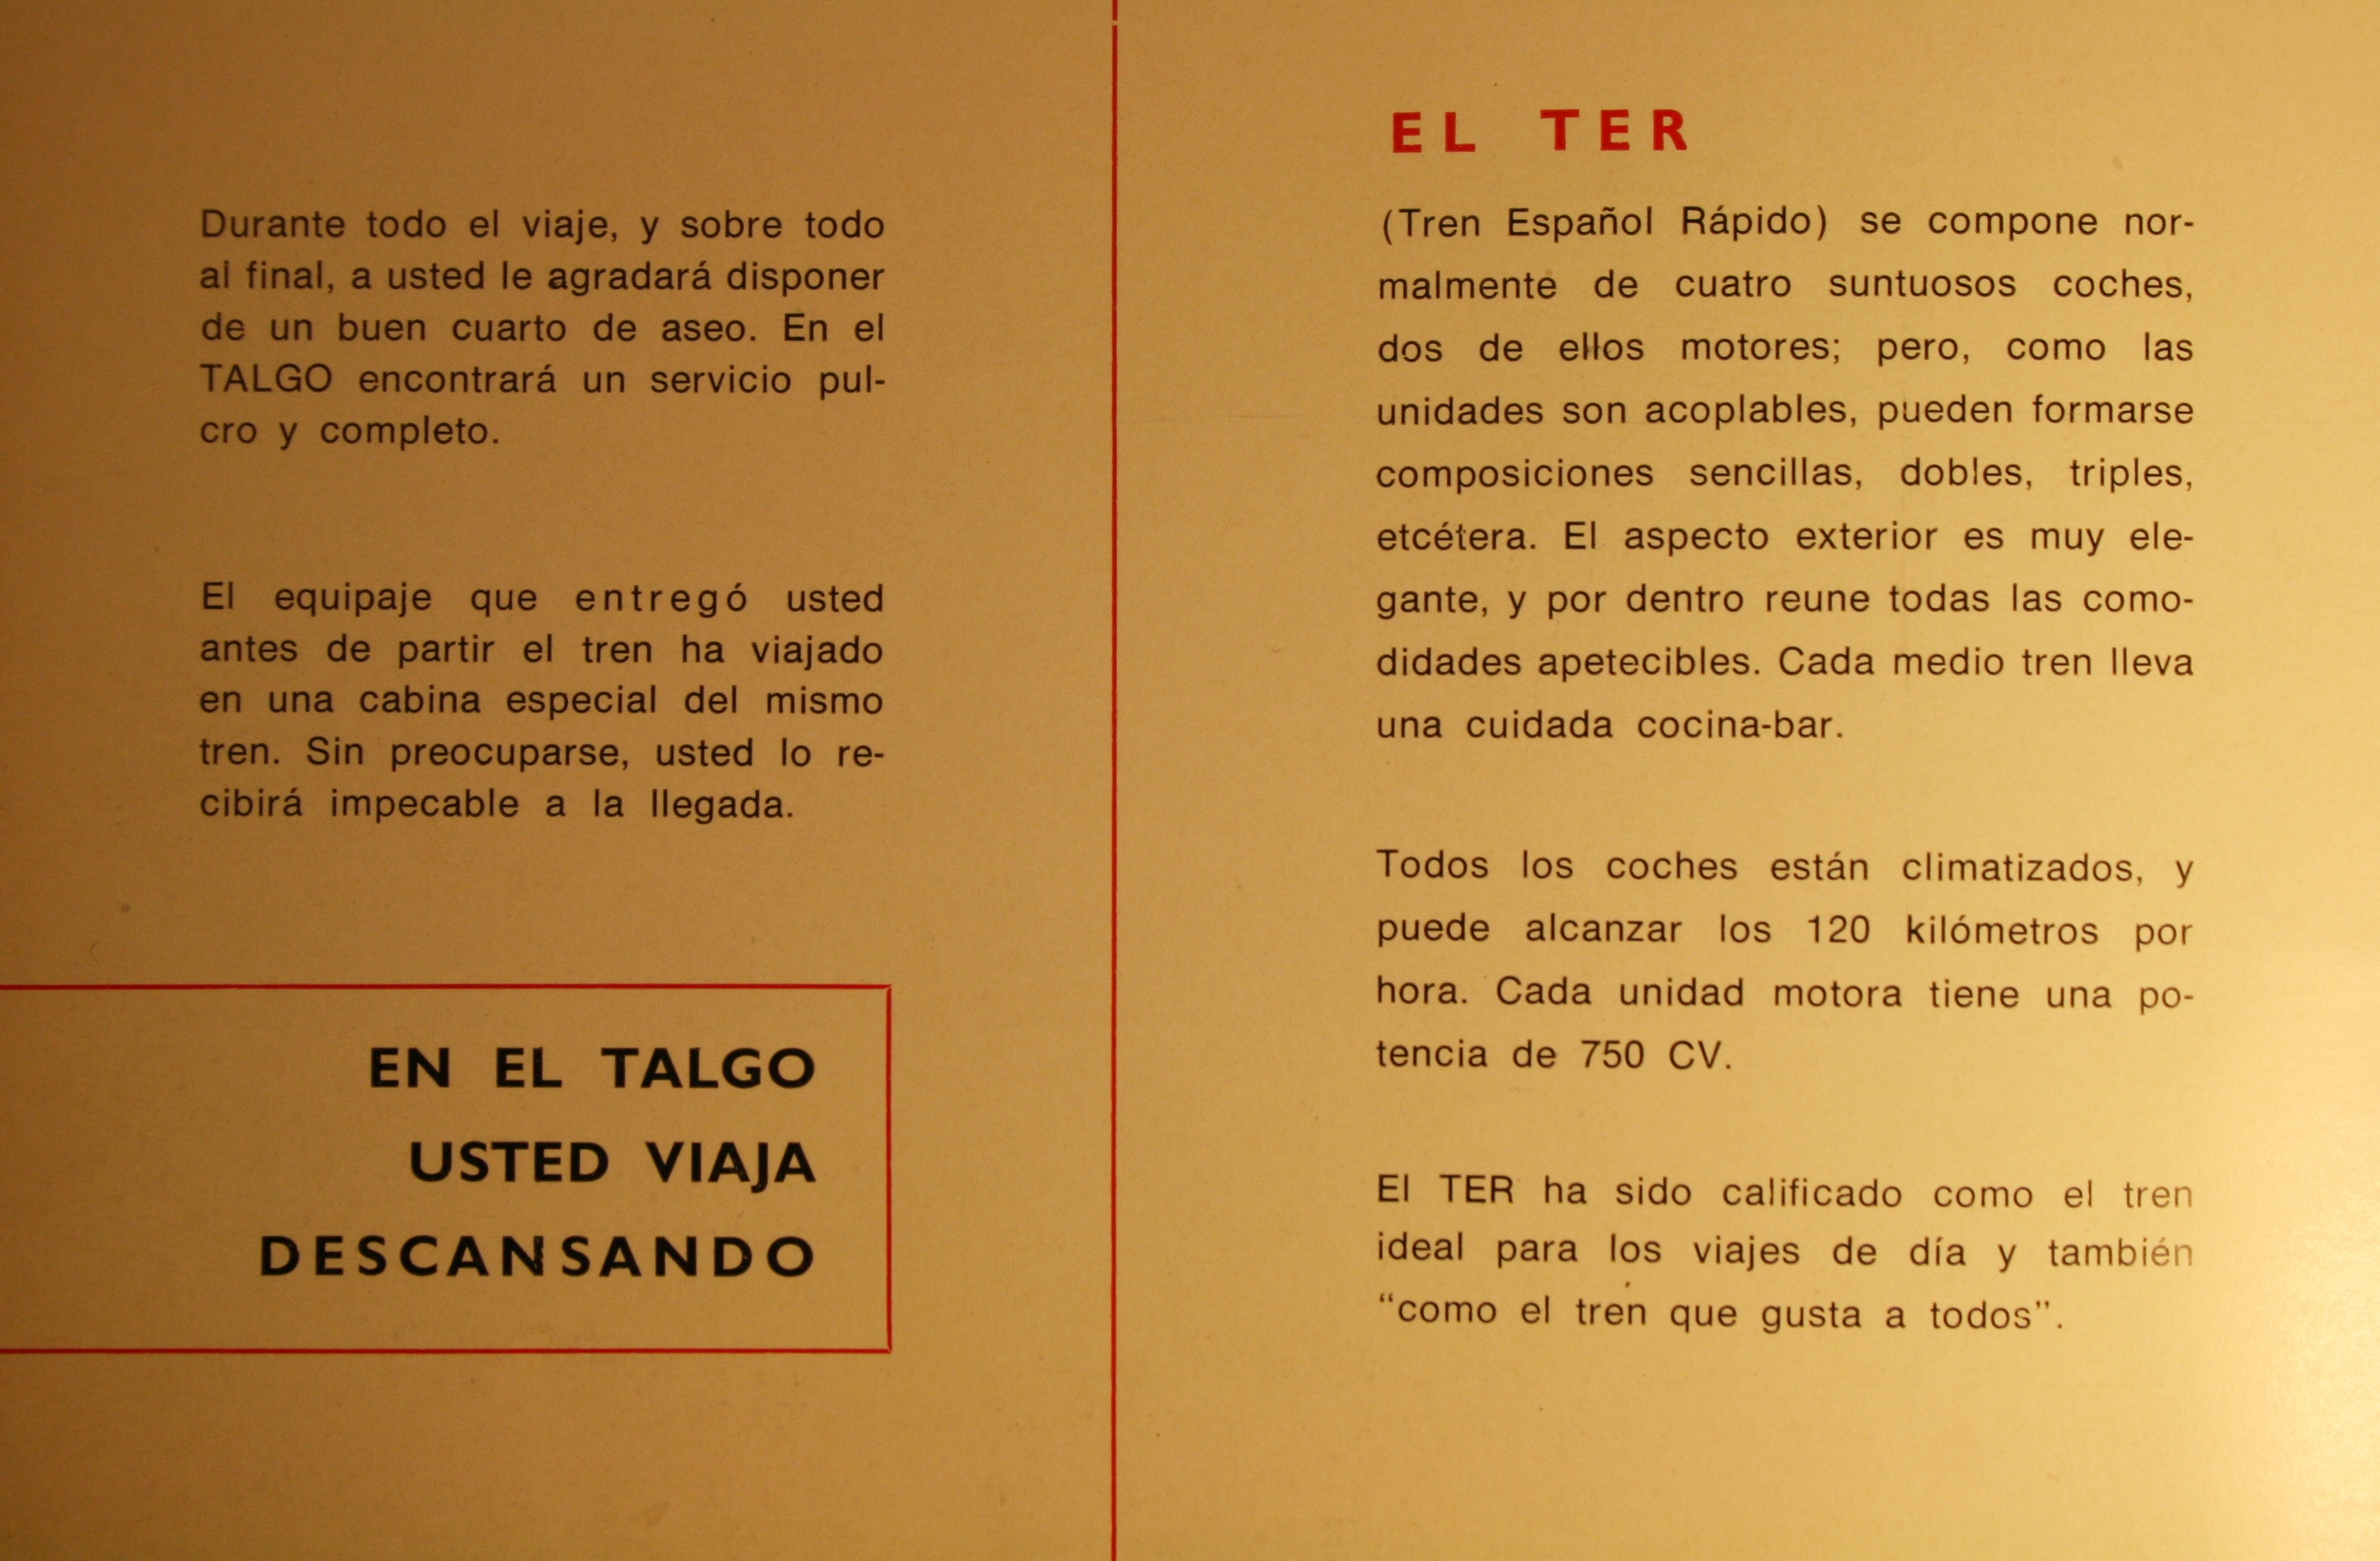 Durante todo el viaje, y sobre todo
al final, a usted le agradará disponer
de un buen cuarto de aseo. En el
TALGO encontrará un servicio pul-
cro y completo.
El equipaje que entregó usted
antes de partir el tren ha viajado
en una cabina especial del mismo
tren. Sin preocuparse, usted lo re-
cibirá impecable a la llegada.
EN EL TALGO
USTED VIAJA
DESCANSANDO
EL TER
(Tren Español Rápido) se compone nor-
malmente de cuatro suntuosos coches,
dos de ellos motores; pero, como las
unidades son acoplables, pueden formarse
composiciones sencillas, dobles, triples,
etcétera. El aspecto exterior es muy ele-
gante, y por dentro reune todas las como-
didades apetecibles. Cada medio tren lleva
una cuidada cocina-bar.
Todos los coches están climatizados, y
puede alcanzar los 120 kilómetros por
hora. Cada unidad motora tiene una po-
tencia de 750 CV.
El TER ha sido calificado como el tren
ideal para los viajes de día y también
“como el tren que gusta a todos”.